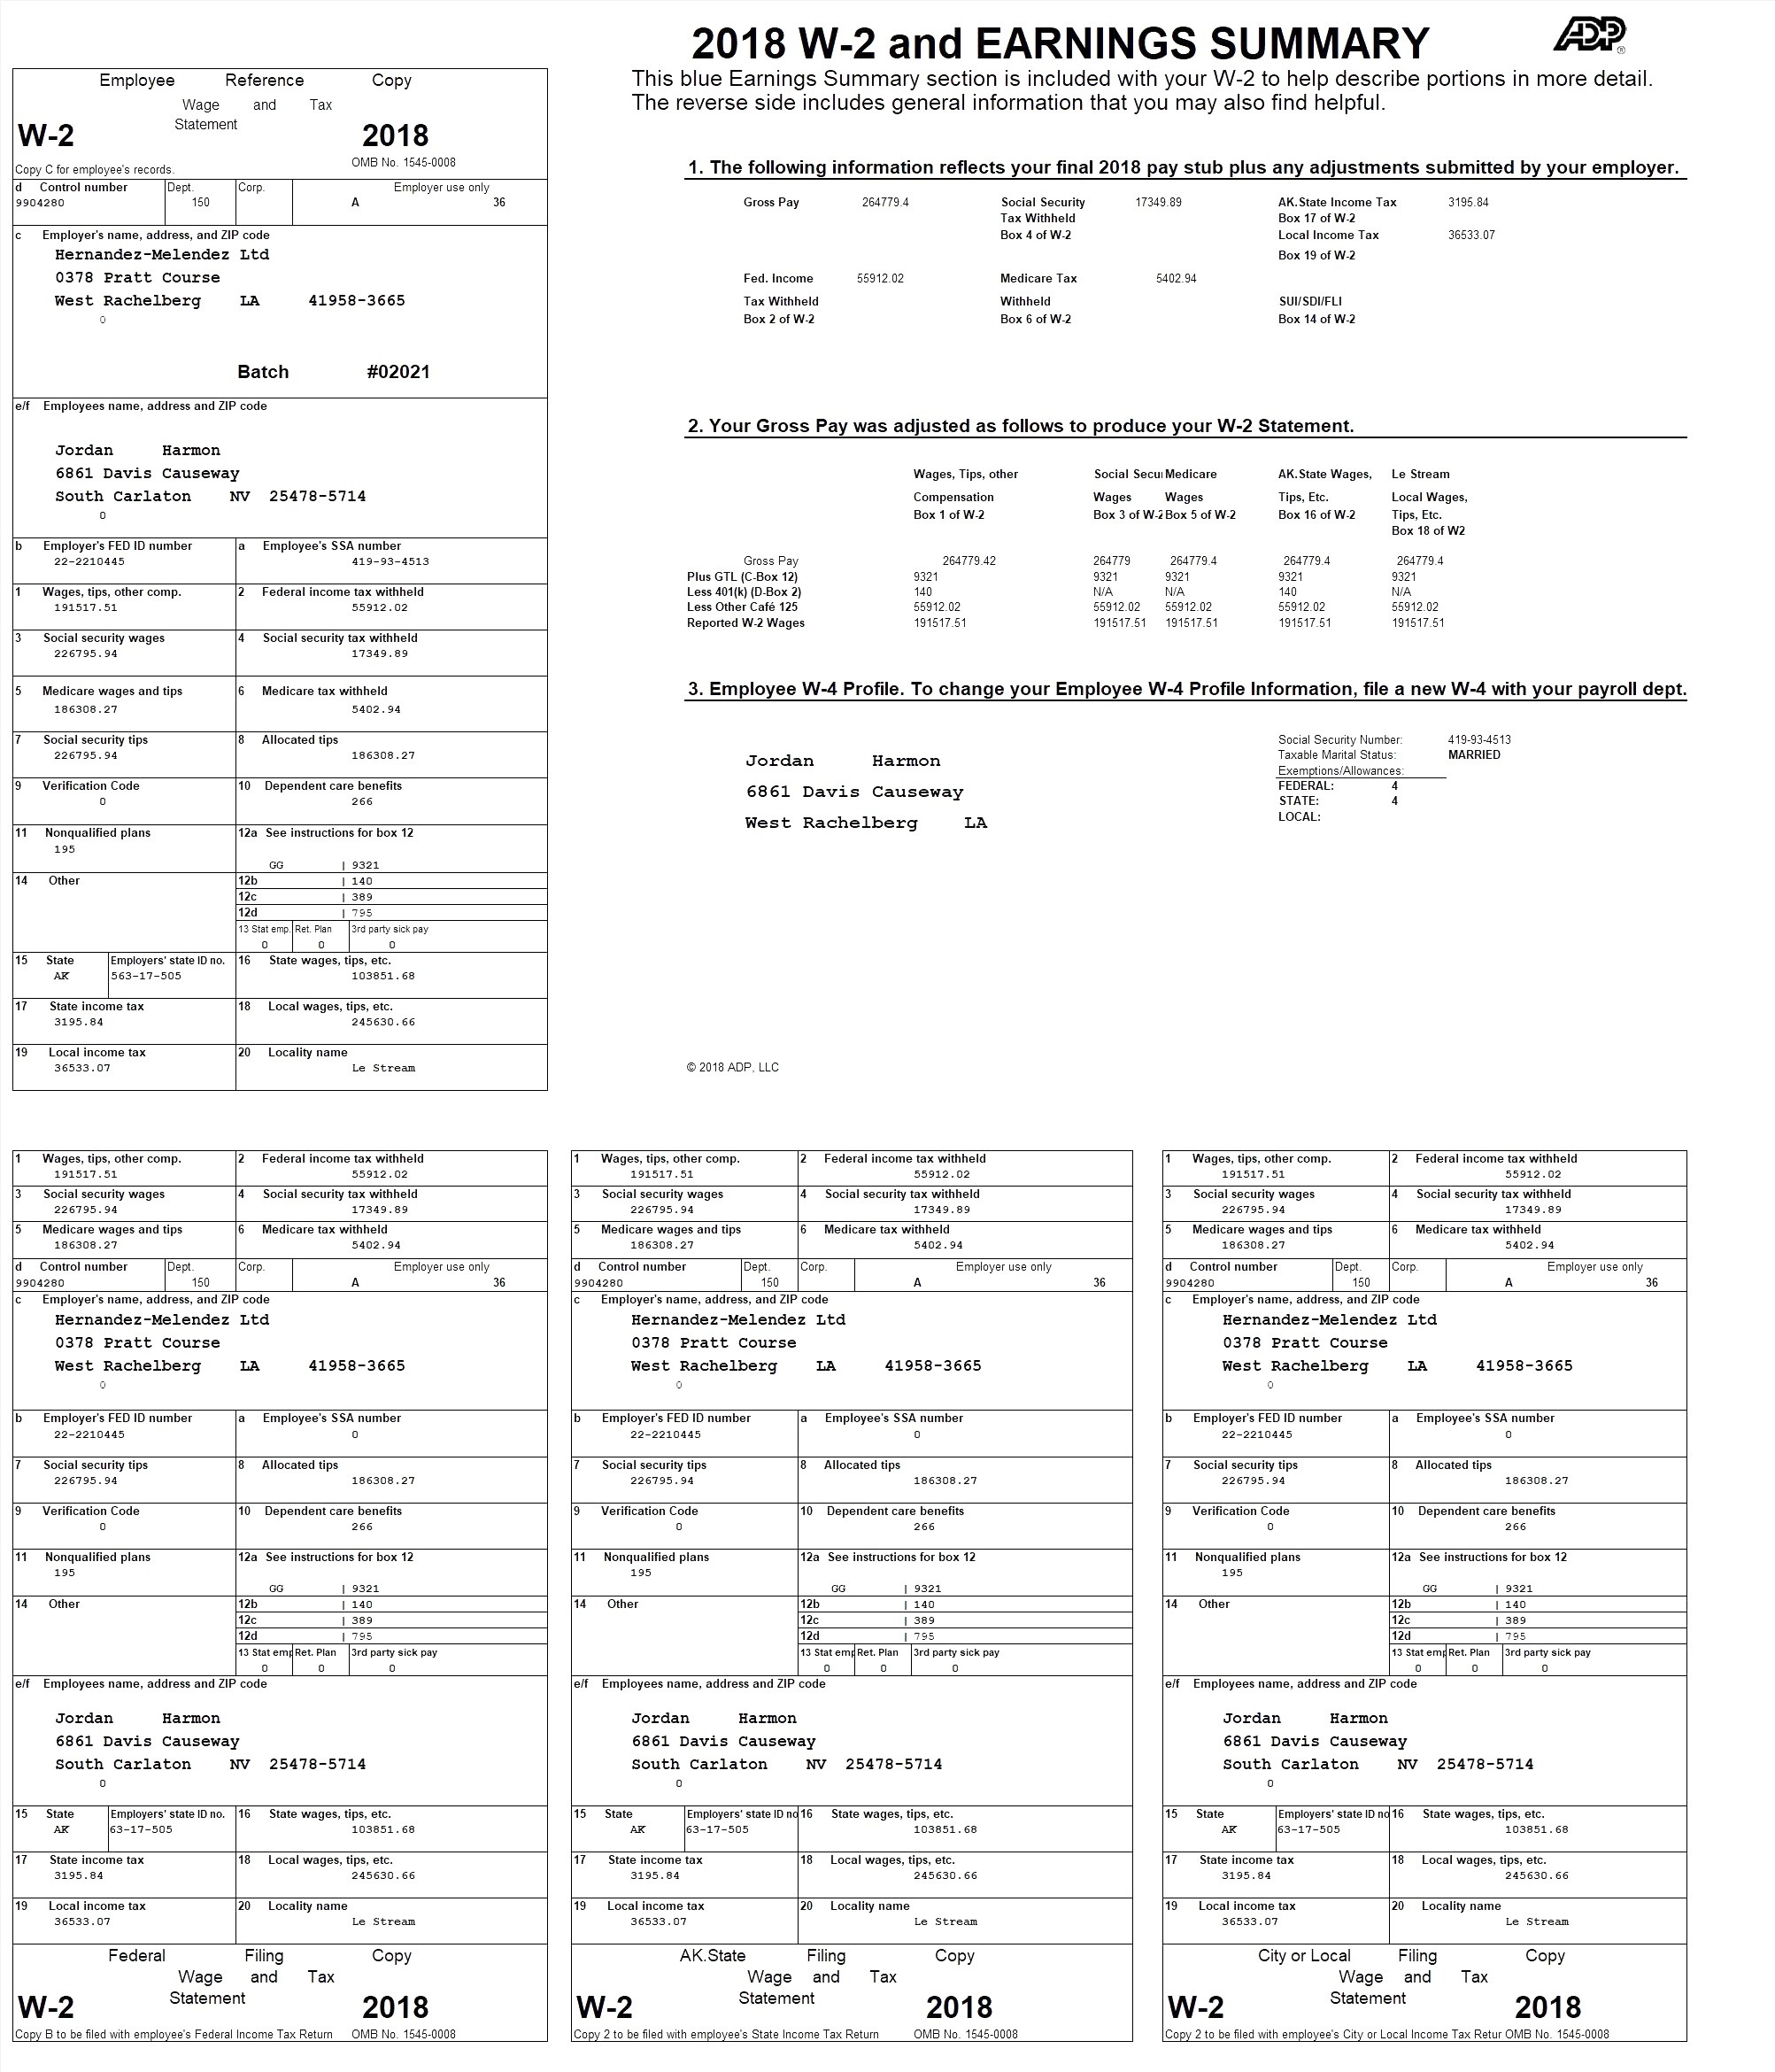 2018 W-2 and EARNINGS SUMMARY
ADP®
This blue Earnings Summary section is included with your W-2 to help describe portions in more detail.
The reverse side includes general information that you may also find helpful.
Employee Reference Copy
Wage and Tax
Statement
W-2 2018
OMB No. 1545-0008
Copy C for employee's records.
d Control number Dept. Corp. Employer use only
9904280 150 A 36
c Employer's name, address, and ZIP code
Hernandez-Melendez Ltd
0378 Pratt Course
West Rachelberg LA 41958-3665
0
Batch #02021
e/f Employees name, address and ZIP code
Jordan Harmon
6861 Davis Causeway
South Carlaton NV 25478-5714
0
b Employer's FED ID number a Employee's SSA number
22-2210445 419-93-4513
1 Wages, tips, other comp. 2 Federal income tax withheld
191517.51 55912.02
3 Social security wages 4 Social security tax withheld
226795.94 17349.89
5 Medicare wages and tips 6 Medicare tax withheld
186308.27 5402.94
7 Social security tips 8 Allocated tips
226795.94 186308.27
9 Verification Code 10 Dependent care benefits
0 266
11 Nonqualified plans 12a See instructions for box 12
195
GG | 9321
14 Other 12b | 140
12c | 389
12d | 795
13 Stat emp. Ret. Plan 3rd party sick pay
0 0 0
15 State Employers' state ID no. 16 State wages, tips, etc.
AK 563-17-505 103851.68
17 State income tax 18 Local wages, tips, etc.
3195.84 245630.66
19 Local income tax 20 Locality name
36533.07 Le Stream
1. The following information reflects your final 2018 pay stub plus any adjustments submitted by your employer.
Gross Pay 264779.4 Social Security 17349.89 AK.State Income Tax 3195.84
Tax Withheld Box 17 of W-2
Box 4 of W-2 Local Income Tax 36533.07
Box 19 of W-2
Fed. Income 55912.02 Medicare Tax 5402.94
Tax Withheld Withheld SUI/SDI/FLI
Box 2 of W-2 Box 6 of W-2 Box 14 of W-2
2. Your Gross Pay was adjusted as follows to produce your W-2 Statement.
Wages, Tips, other Social Secu Medicare AK.State Wages, Le Stream
Compensation Wages Wages Tips, Etc. Local Wages,
Box 1 of W-2 Box 3 of W-2 Box 5 of W-2 Box 16 of W-2 Tips, Etc.
Box 18 of W2
Gross Pay 264779.42 264779 264779.4 264779.4 264779.4
Plus GTL (C-Box 12) 9321 9321 9321 9321 9321
Less 401(k) (D-Box 2) 140 N/A N/A 140 N/A
Less Other Café 125 55912.02 55912.02 55912.02 55912.02 55912.02
Reported W-2 Wages 191517.51 191517.51 191517.51 191517.51 191517.51
3. Employee W-4 Profile. To change your Employee W-4 Profile Information, file a new W-4 with your payroll dept.
Jordan Harmon
6861 Davis Causeway
West Rachelberg LA
Social Security Number: 419-93-4513
Taxable Marital Status: MARRIED
Exemptions/Allowances:
FEDERAL: 4
STATE: 4
LOCAL:
© 2018 ADP, LLC
1 Wages, tips, other comp. 2 Federal income tax withheld
191517.51 55912.02
3 Social security wages 4 Social security tax withheld
226795.94 17349.89
5 Medicare wages and tips 6 Medicare tax withheld
186308.27 5402.94
d Control number Dept. Corp. Employer use only
9904280 150 A 36
c Employer's name, address, and ZIP code
Hernandez-Melendez Ltd
0378 Pratt Course
West Rachelberg LA 41958-3665
0
b Employer's FED ID number a Employee's SSA number
22-2210445 0
7 Social security tips 8 Allocated tips
226795.94 186308.27
9 Verification Code 10 Dependent care benefits
0 266
11 Nonqualified plans 12a See instructions for box 12
195
GG | 9321
14 Other 12b | 140
12c | 389
12d | 795
13 Stat emp Ret. Plan 3rd party sick pay
0 0 0
e/f Employees name, address and ZIP code
Jordan Harmon
6861 Davis Causeway
South Carlaton NV 25478-5714
0
15 State Employers' state ID no. 16 State wages, tips, etc.
AK 63-17-505 103851.68
17 State income tax 18 Local wages, tips, etc.
3195.84 245630.66
19 Local income tax 20 Locality name
36533.07 Le Stream
Federal Filing Copy
Wage and Tax
Statement
W-2 2018
Copy B to be filed with employee's Federal Income Tax Return OMB No. 1545-0008
1 Wages, tips, other comp. 2 Federal income tax withheld
191517.51 55912.02
3 Social security wages 4 Social security tax withheld
226795.94 17349.89
5 Medicare wages and tips 6 Medicare tax withheld
186308.27 5402.94
d Control number Dept. Corp. Employer use only
9904280 150 A 36
c Employer's name, address, and ZIP code
Hernandez-Melendez Ltd
0378 Pratt Course
West Rachelberg LA 41958-3665
0
b Employer's FED ID number a Employee's SSA number
22-2210445 0
7 Social security tips 8 Allocated tips
226795.94 186308.27
9 Verification Code 10 Dependent care benefits
0 266
11 Nonqualified plans 12a See instructions for box 12
195
GG | 9321
14 Other 12b | 140
12c | 389
12d | 795
13 Stat emp Ret. Plan 3rd party sick pay
0 0 0
e/f Employees name, address and ZIP code
Jordan Harmon
6861 Davis Causeway
South Carlaton NV 25478-5714
0
15 State Employers' state ID no 16 State wages, tips, etc.
AK 63-17-505 103851.68
17 State income tax 18 Local wages, tips, etc.
3195.84 245630.66
19 Local income tax 20 Locality name
36533.07 Le Stream
AK.State Filing Copy
Wage and Tax
Statement
W-2 2018
Copy 2 to be filed with employee's State Income Tax Return OMB No. 1545-0008
1 Wages, tips, other comp. 2 Federal income tax withheld
191517.51 55912.02
3 Social security wages 4 Social security tax withheld
226795.94 17349.89
5 Medicare wages and tips 6 Medicare tax withheld
186308.27 5402.94
d Control number Dept. Corp. Employer use only
9904280 150 A 36
c Employer's name, address, and ZIP code
Hernandez-Melendez Ltd
0378 Pratt Course
West Rachelberg LA 41958-3665
0
b Employer's FED ID number a Employee's SSA number
22-2210445 0
7 Social security tips 8 Allocated tips
226795.94 186308.27
9 Verification Code 10 Dependent care benefits
0 266
11 Nonqualified plans 12a See instructions for box 12
195
GG | 9321
14 Other 12b | 140
12c | 389
12d | 795
13 Stat emp Ret. Plan 3rd party sick pay
0 0 0
e/f Employees name, address and ZIP code
Jordan Harmon
6861 Davis Causeway
South Carlaton NV 25478-5714
0
15 State Employers' state ID no 16 State wages, tips, etc.
AK 63-17-505 103851.68
17 State income tax 18 Local wages, tips, etc.
3195.84 245630.66
19 Local income tax 20 Locality name
36533.07 Le Stream
City or Local Filing Copy
Wage and Tax
Statement
W-2 2018
Copy 2 to be filed with employee's City or Local Income Tax Retur OMB No. 1545-0008